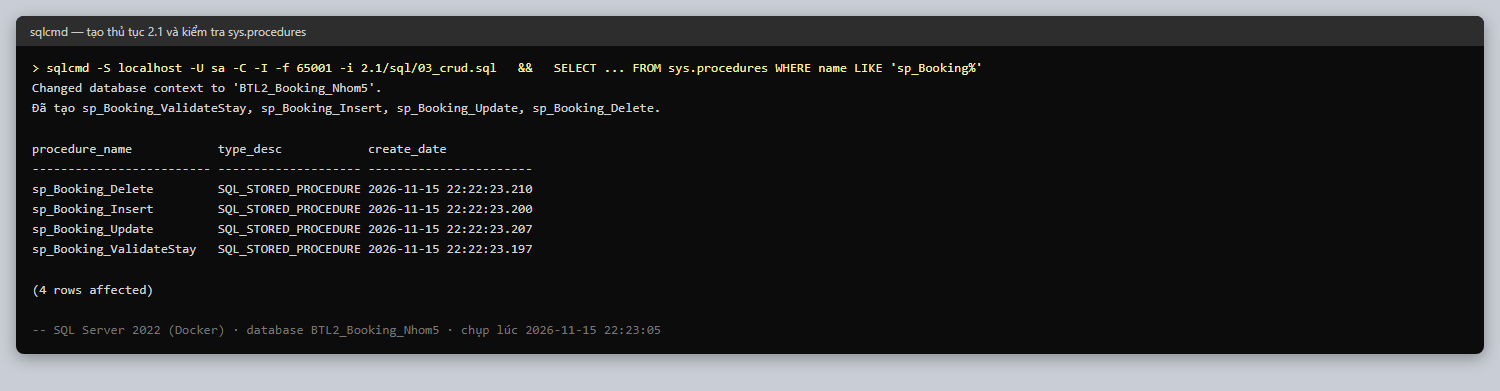 sqlcmd — tạo thủ tục 2.1 và kiểm tra sys.procedures
> sqlcmd -S localhost -U sa -C -I -f 65001 -i 2.1/sql/03_crud.sql   &&   SELECT ... FROM sys.procedures WHERE name LIKE 'sp_Booking%'
Changed database context to 'BTL2_Booking_Nhom5'.
Đã tạo sp_Booking_ValidateStay, sp_Booking_Insert, sp_Booking_Update, sp_Booking_Delete.
procedure_name            type_desc            create_date
------------------------- -------------------- -----------------------
sp_Booking_Delete         SQL_STORED_PROCEDURE 2026-11-15 22:22:23.210
sp_Booking_Insert         SQL_STORED_PROCEDURE 2026-11-15 22:22:23.200
sp_Booking_Update         SQL_STORED_PROCEDURE 2026-11-15 22:22:23.207
sp_Booking_ValidateStay   SQL_STORED_PROCEDURE 2026-11-15 22:22:23.197
(4 rows affected)
-- SQL Server 2022 (Docker) · database BTL2_Booking_Nhom5 · chụp lúc 2026-11-15 22:23:05